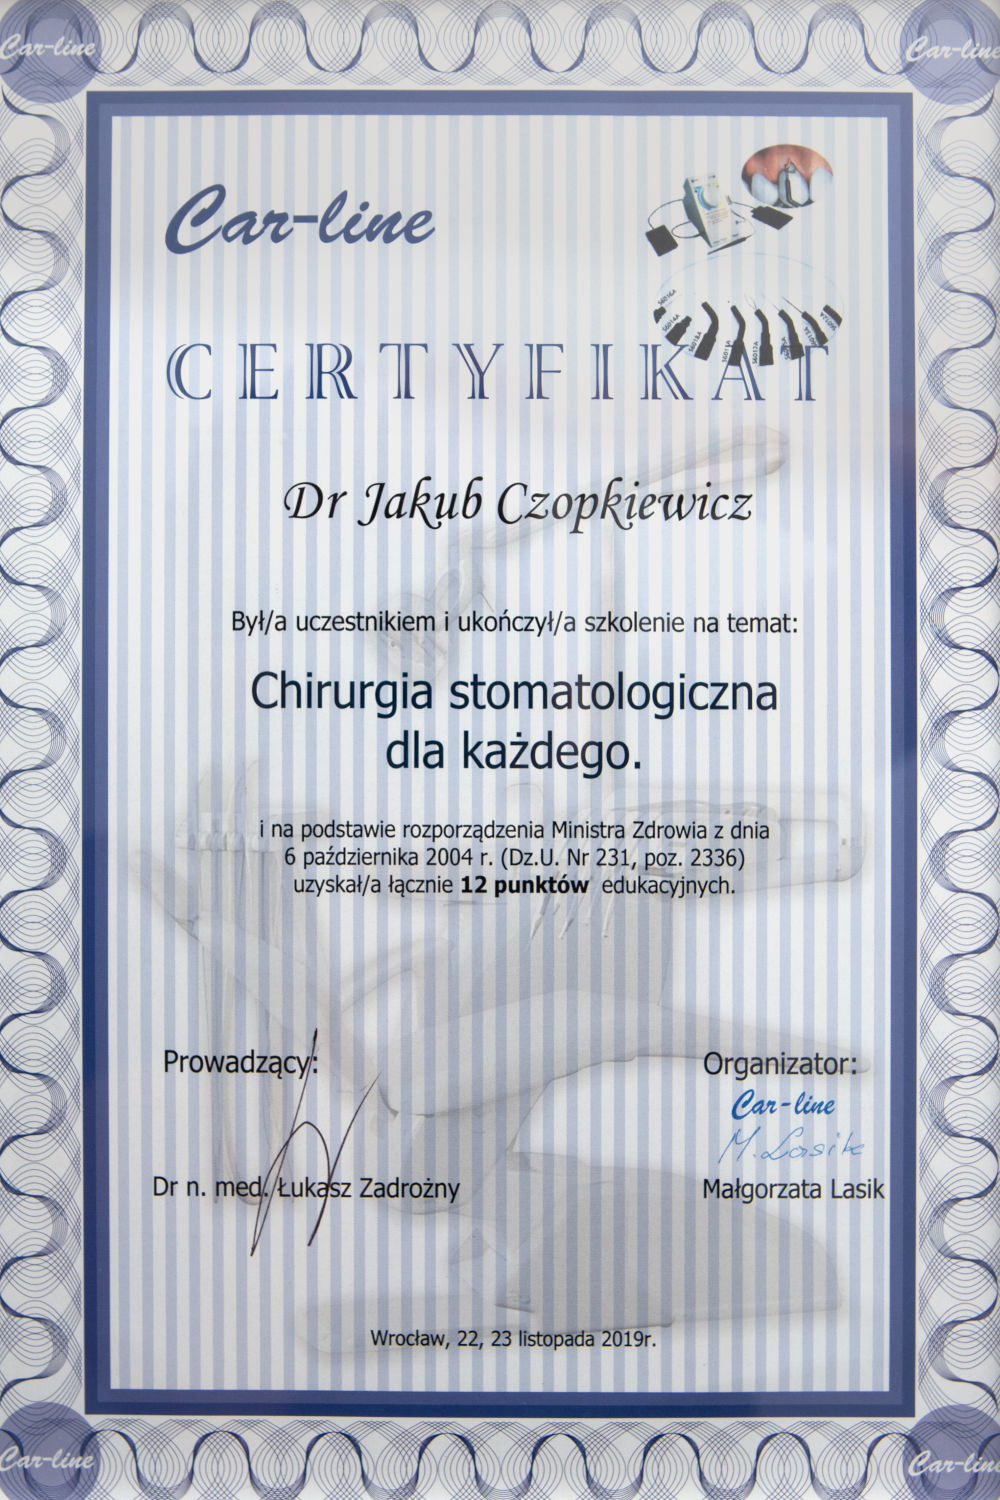 Car-line
Car-line
Car-line
CERTYFIKAT
Dr Jakub Czopkiewicz
Był/a uczestnikiem i ukończył/a szkolenie na temat:
Chirurgia stomatologiczna
dla każdego.
i na podstawie rozporządzenia Ministra Zdrowia z dnia
6 października 2004 r. (Dz.U. Nr 231, poz. 2336)
uzyskał/a łącznie 12 punktów edukacyjnych.
Prowadzący:
Organizator:
Car-line
M. Lasik
Dr n. med. Łukasz Zadrożny
Małgorzata Lasik
Wrocław, 22, 23 listopada 2019r.
Car-line
Car-line